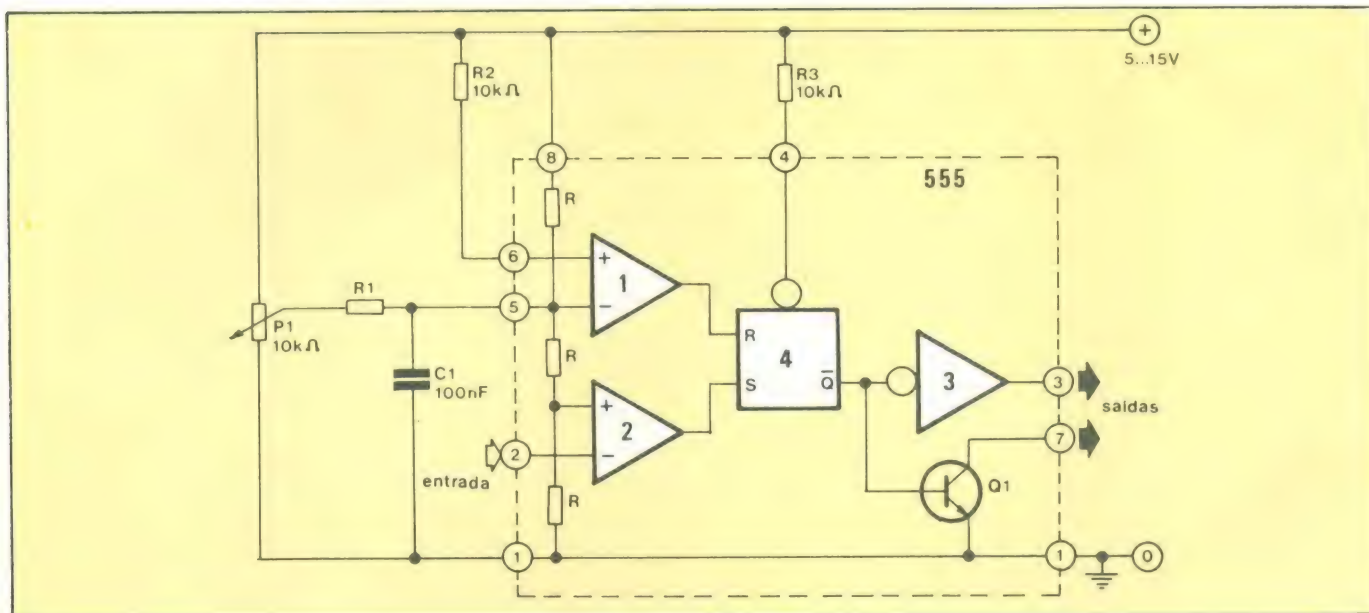 +
5...15V
R2
10kΩ
R3
10kΩ
8
4
555
R
6
+
1
R1
5
−
P1
10kΩ
R
R
4
Q̄
3
3
saidas
C1
100nF
S
+
2
7
2
−
entrada
R
Q1
1
1
0